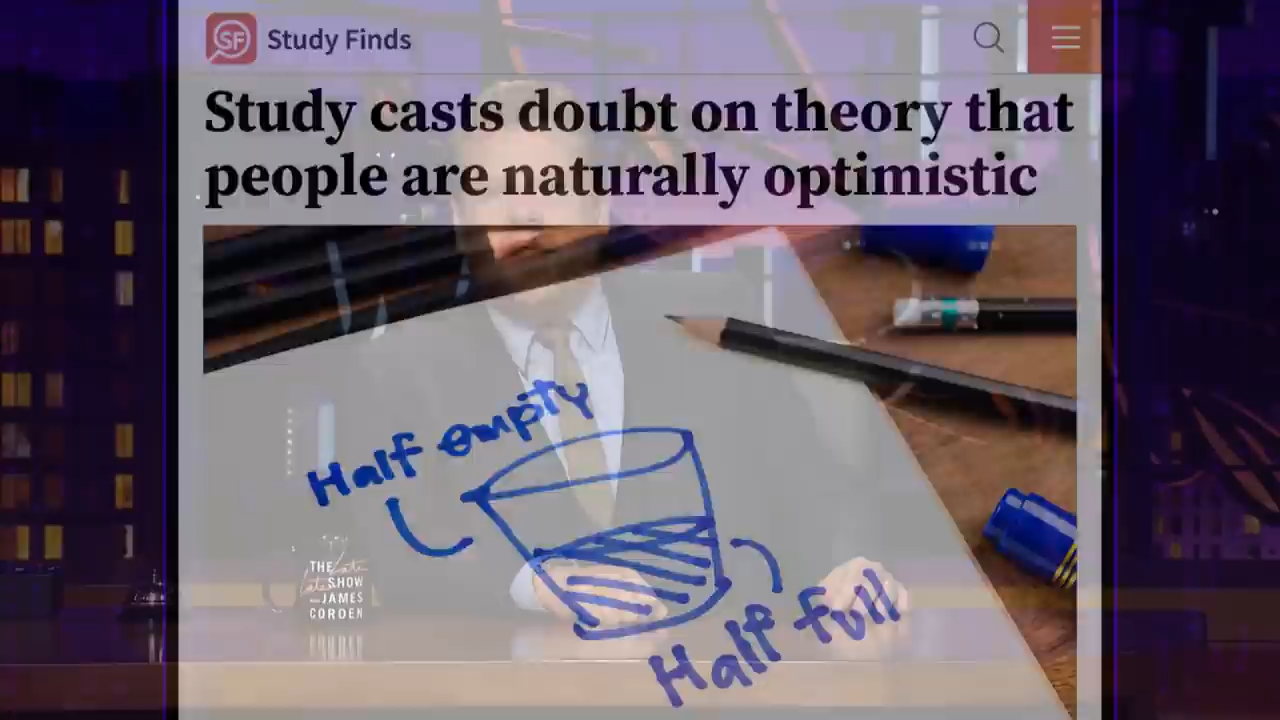 SF Study Finds
Study casts doubt on theory that
people are naturally optimistic
Half empty
Half full
THE Late
Late SHOW
JAMES
CORDEN